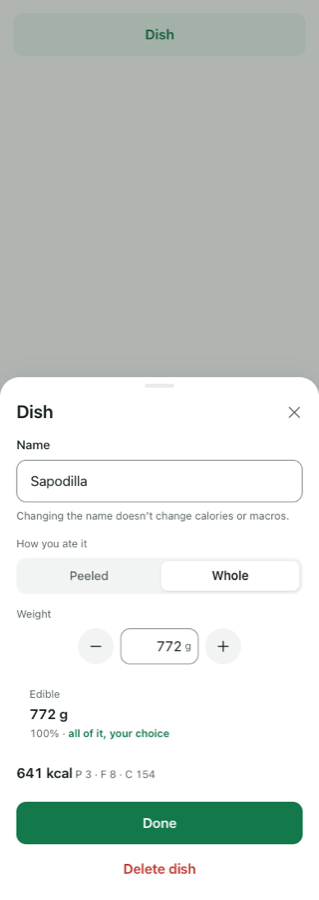 Dish
Dish
Name
Sapodilla
Changing the name doesn't change calories or macros.
How you ate it
Peeled
Whole
Weight
− 772 g +
Edible
772 g
100% · all of it, your choice
641 kcal P 3 · F 8 · C 154
Done
Delete dish